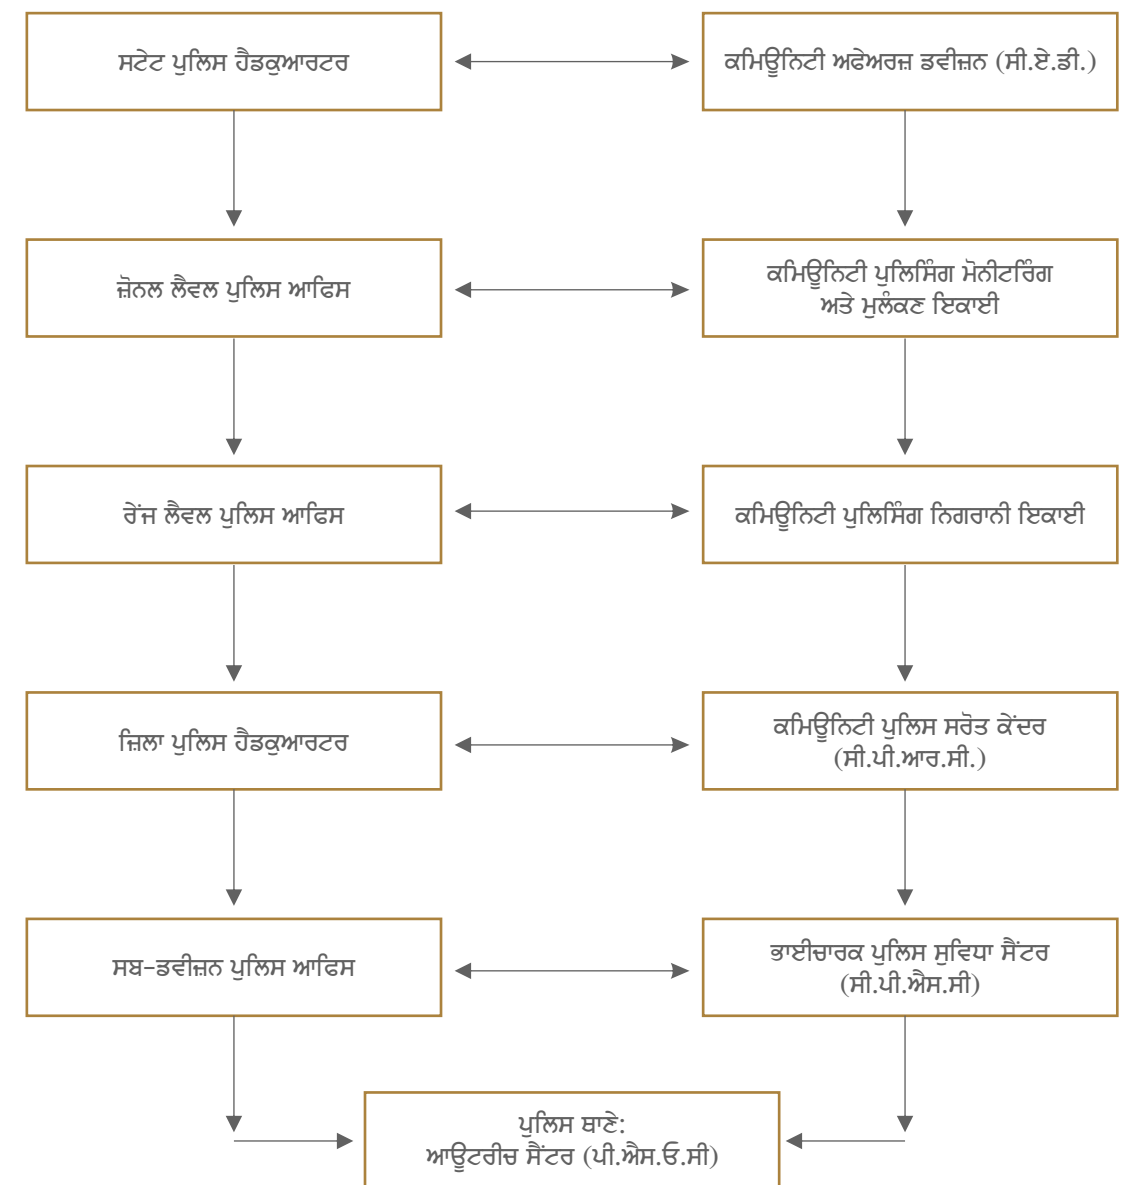 ਸਟੇਟ ਪੁਲਿਸ ਹੈਡਕੁਆਰਟਰ
ਕਮਿਊਨਿਟੀ ਅਫੇਅਰਜ਼ ਡਵੀਜ਼ਨ (ਸੀ.ਏ.ਡੀ.)
ਜ਼ੋਨਲ ਲੈਵਲ ਪੁਲਿਸ ਆਫਿਸ
ਕਮਿਊਨਿਟੀ ਪੁਲਿਸਿੰਗ ਮੋਨੀਟਰਿੰਗ
ਅਤੇ ਮੁਲੰਕਣ ਇਕਾਈ
ਰੇਂਜ ਲੈਵਲ ਪੁਲਿਸ ਆਫਿਸ
ਕਮਿਊਨਿਟੀ ਪੁਲਿਸਿੰਗ ਨਿਗਰਾਨੀ ਇਕਾਈ
ਜ਼ਿਲਾ ਪੁਲਿਸ ਹੈਡਕੁਆਰਟਰ
ਕਮਿਊਨਿਟੀ ਪੁਲਿਸ ਸਰੋਤ ਕੇਂਦਰ
(ਸੀ.ਪੀ.ਆਰ.ਸੀ.)
ਸਬ-ਡਵੀਜ਼ਨ ਪੁਲਿਸ ਆਫਿਸ
ਭਾਈਚਾਰਕ ਪੁਲਿਸ ਸੁਵਿਧਾ ਸੈਂਟਰ
(ਸੀ.ਪੀ.ਐਸ.ਸੀ)
ਪੁਲਿਸ ਥਾਣੇ:
ਆਊਟਰੀਚ ਸੈਂਟਰ (ਪੀ.ਐਸ.ਓ.ਸੀ)